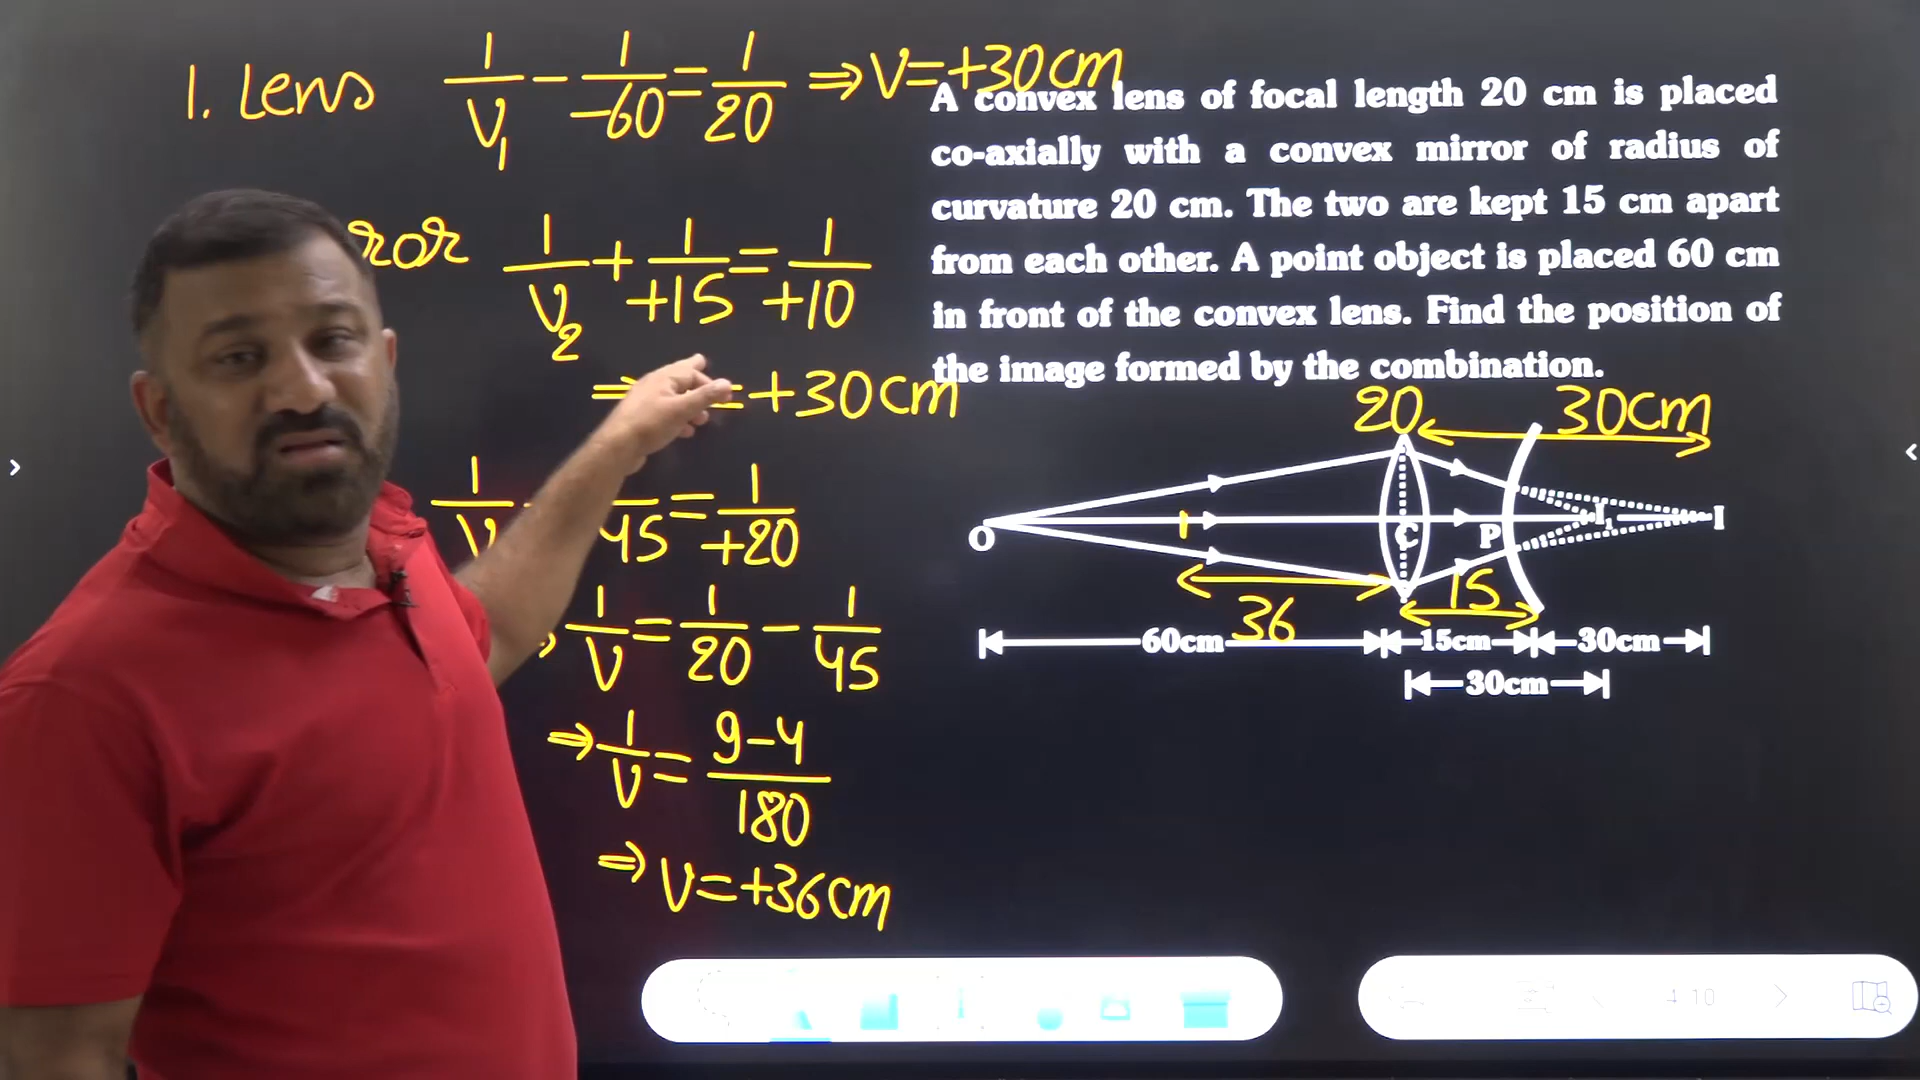 1. Lens 1/V₁ − 1/−60 = 1/20 ⇒ V=+30cm
ror 1/V₂ + 1/+15 = 1/+10
⇒ =+30cm
1/V 45 = 1/+20
1/V = 1/20 − 1/45
⇒ 1/V = 9−4/180
⇒ V=+36cm
A convex lens of focal length 20 cm is placed
co-axially with a convex mirror of radius of
curvature 20 cm. The two are kept 15 cm apart
from each other. A point object is placed 60 cm
in front of the convex lens. Find the position of
the image formed by the combination.
20 30cm
O C P I₁ I
36 15
60cm 15cm 30cm
30cm
4 10